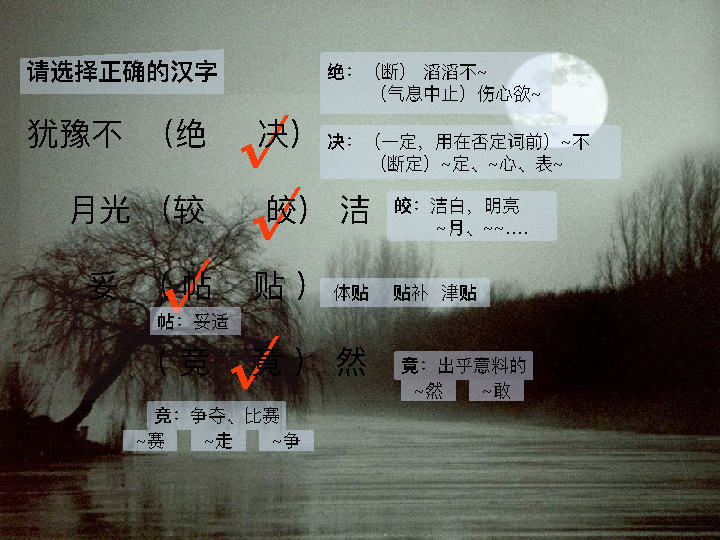 请选择正确的汉字
绝：（断） 滔滔不~
（气息中止）伤心欲~
犹豫不 （绝 决）
决：（一定，用在否定词前）~不
（断定）~定、~心、表~
月光 （较 皎） 洁
皎：洁白，明亮
~月、~~....
妥 （ 帖 贴 ）
体贴 贴补 津贴
帖：妥适
（ 竞 竟 ） 然
竟：出乎意料的
~然 ~敢
竞：争夺、比赛
~赛 ~走 ~争